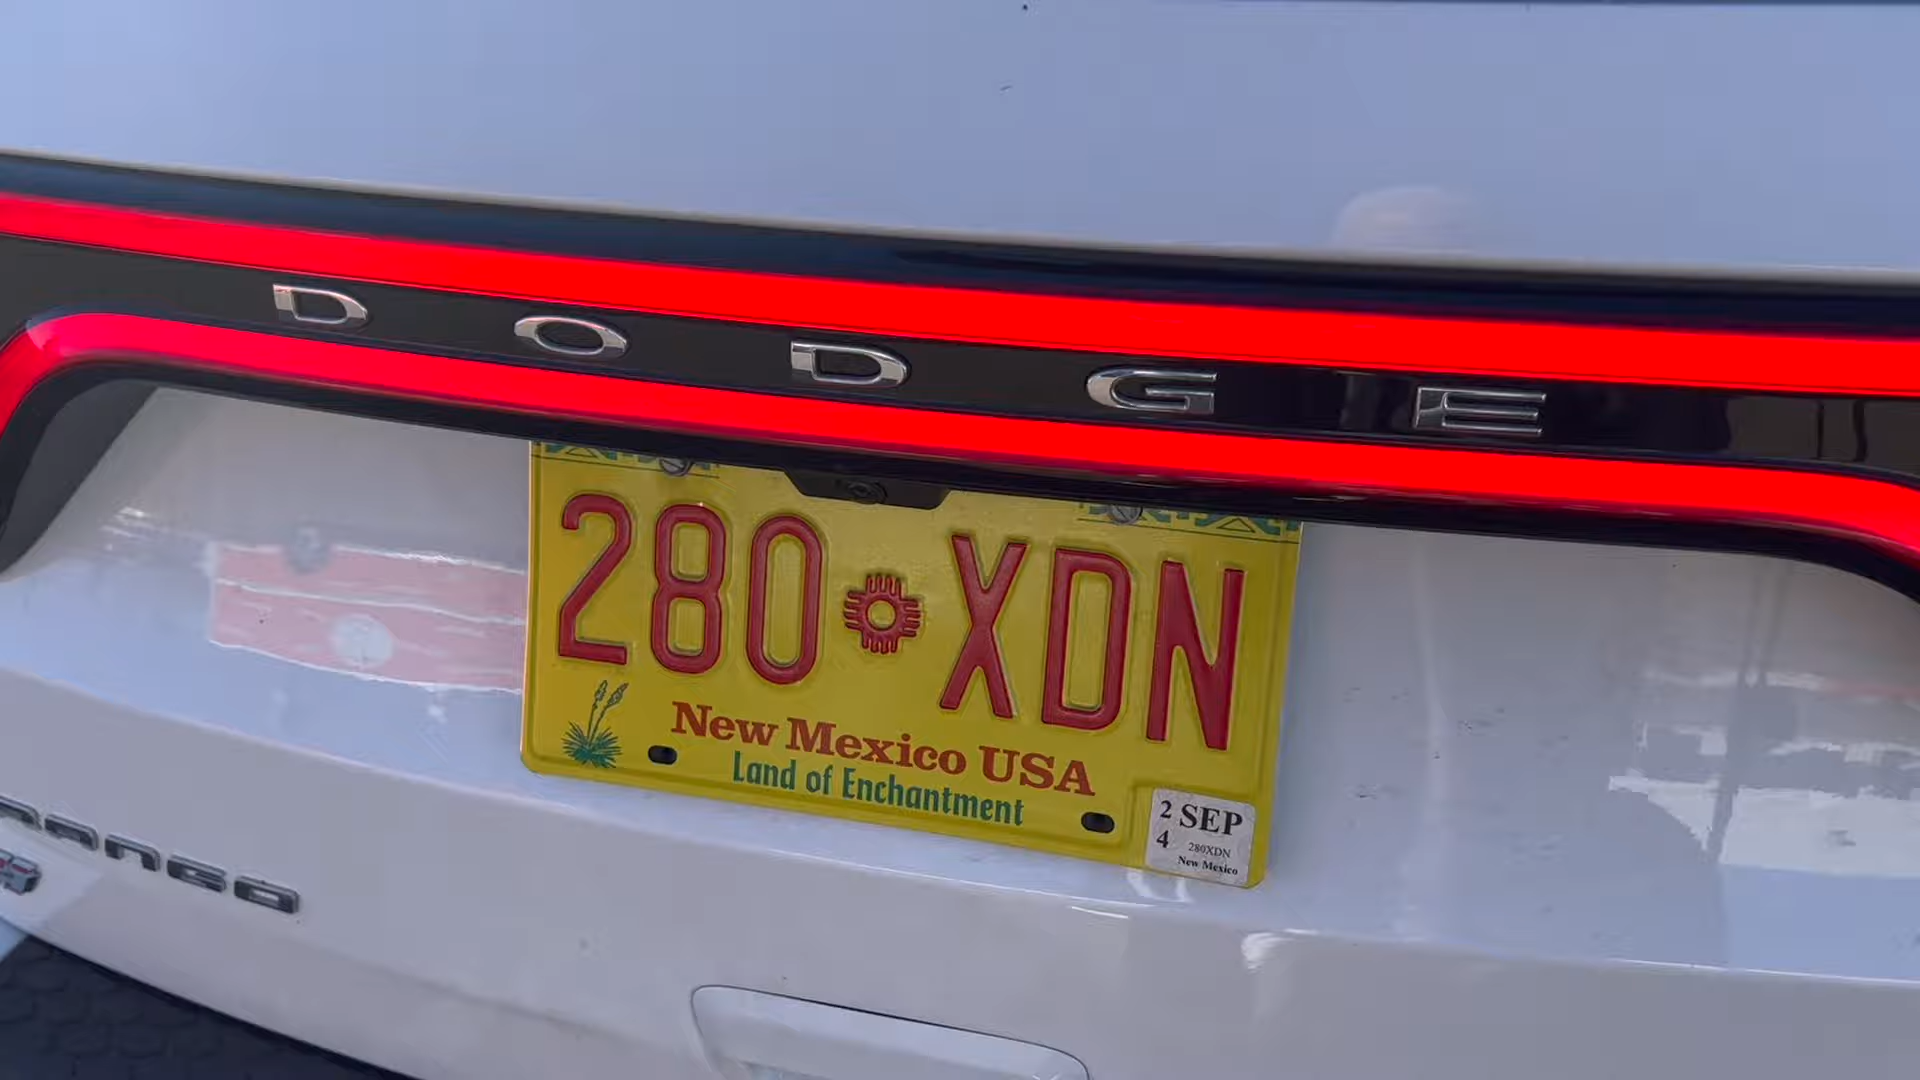 DODGE
280 XDN
New Mexico USA
Land of Enchantment
2 SEP
4 280XDN
New Mexico